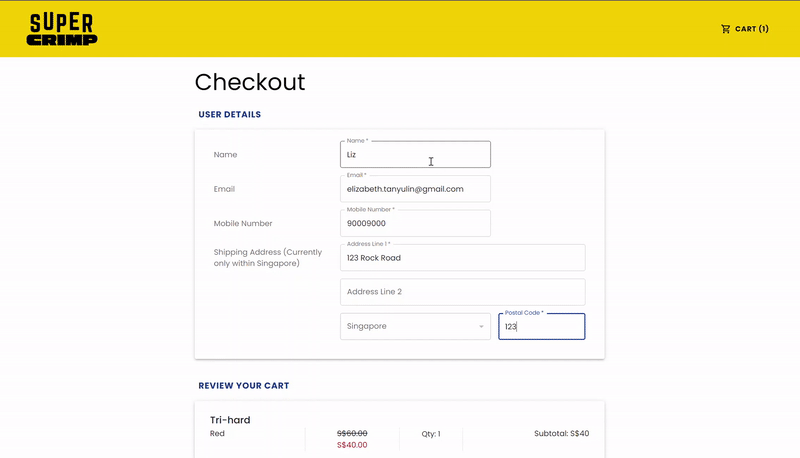 SUPER
CRIMP
CART (1)
Checkout
USER DETAILS
Name
Name *
Liz
Email
Email *
elizabeth.tanyulin@gmail.com
Mobile Number
Mobile Number *
90009000
Shipping Address (Currently
only within Singapore)
Address Line 1 *
123 Rock Road
Address Line 2
Singapore
Postal Code *
123
REVIEW YOUR CART
Tri-hard
Red
S$60.00
S$40.00
Qty: 1
Subtotal: S$40